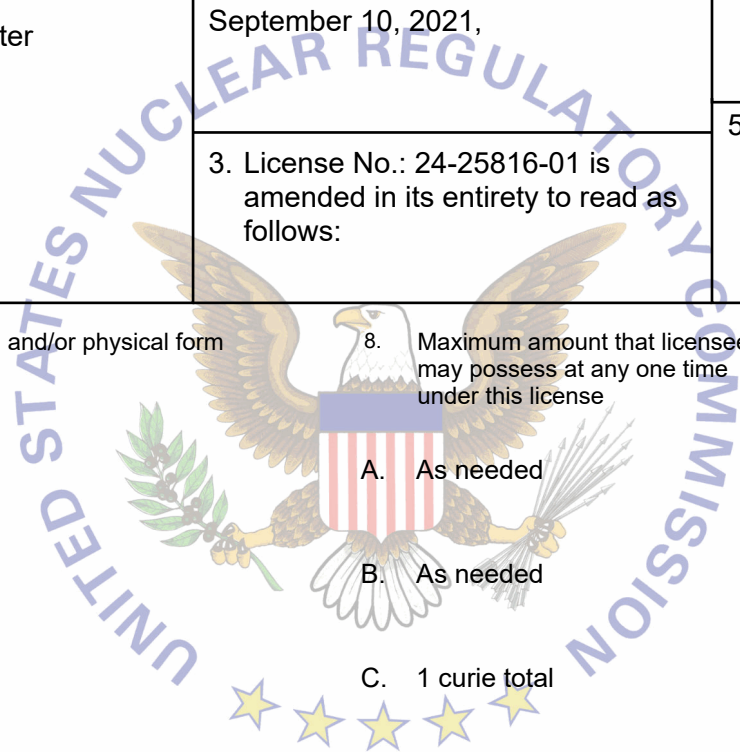 ter
September 10, 2021,
5
3. License No.: 24-25816-01 is
amended in its entirety to read as
follows:
and/or physical form
8. Maximum amount that licensee
may possess at any one time
under this license
A. As needed
B. As needed
C. 1 curie total
UNITED STATES NUCLEAR REGULATORY COMMISSION